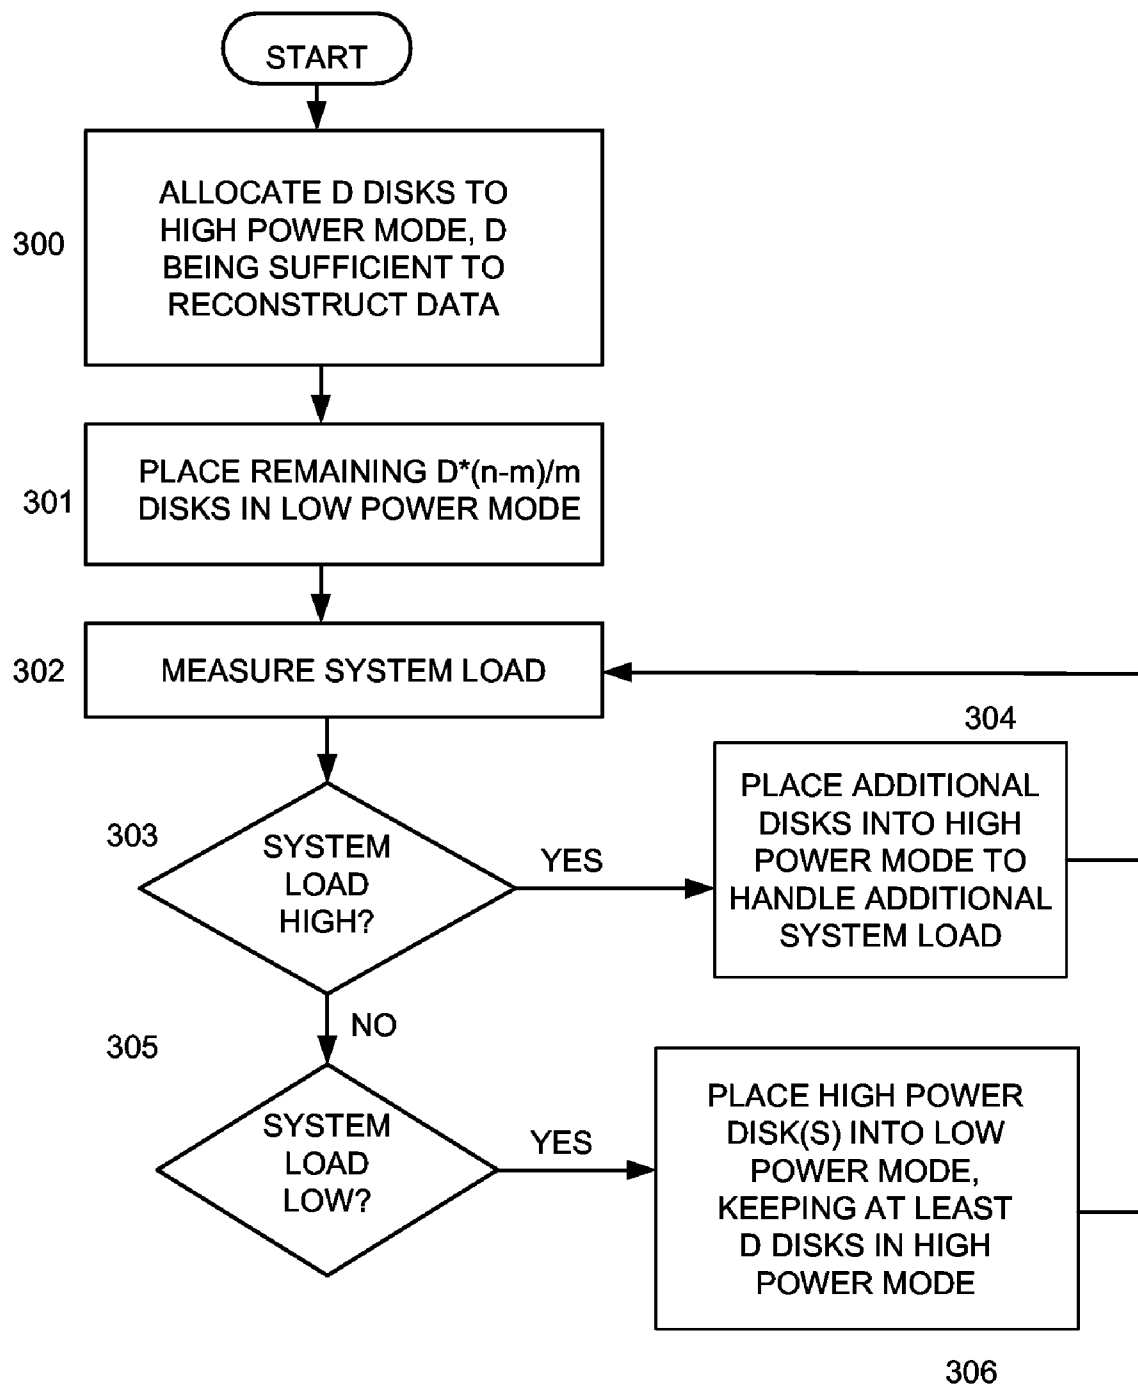 START
300
ALLOCATE D DISKS TO
HIGH POWER MODE, D
BEING SUFFICIENT TO
RECONSTRUCT DATA
301
PLACE REMAINING D*(n-m)/m
DISKS IN LOW POWER MODE
302
MEASURE SYSTEM LOAD
303
SYSTEM
LOAD
HIGH?
YES
304
PLACE ADDITIONAL
DISKS INTO HIGH
POWER MODE TO
HANDLE ADDITIONAL
SYSTEM LOAD
NO
305
SYSTEM
LOAD
LOW?
YES
PLACE HIGH POWER
DISK(S) INTO LOW
POWER MODE,
KEEPING AT LEAST
D DISKS IN HIGH
POWER MODE
306